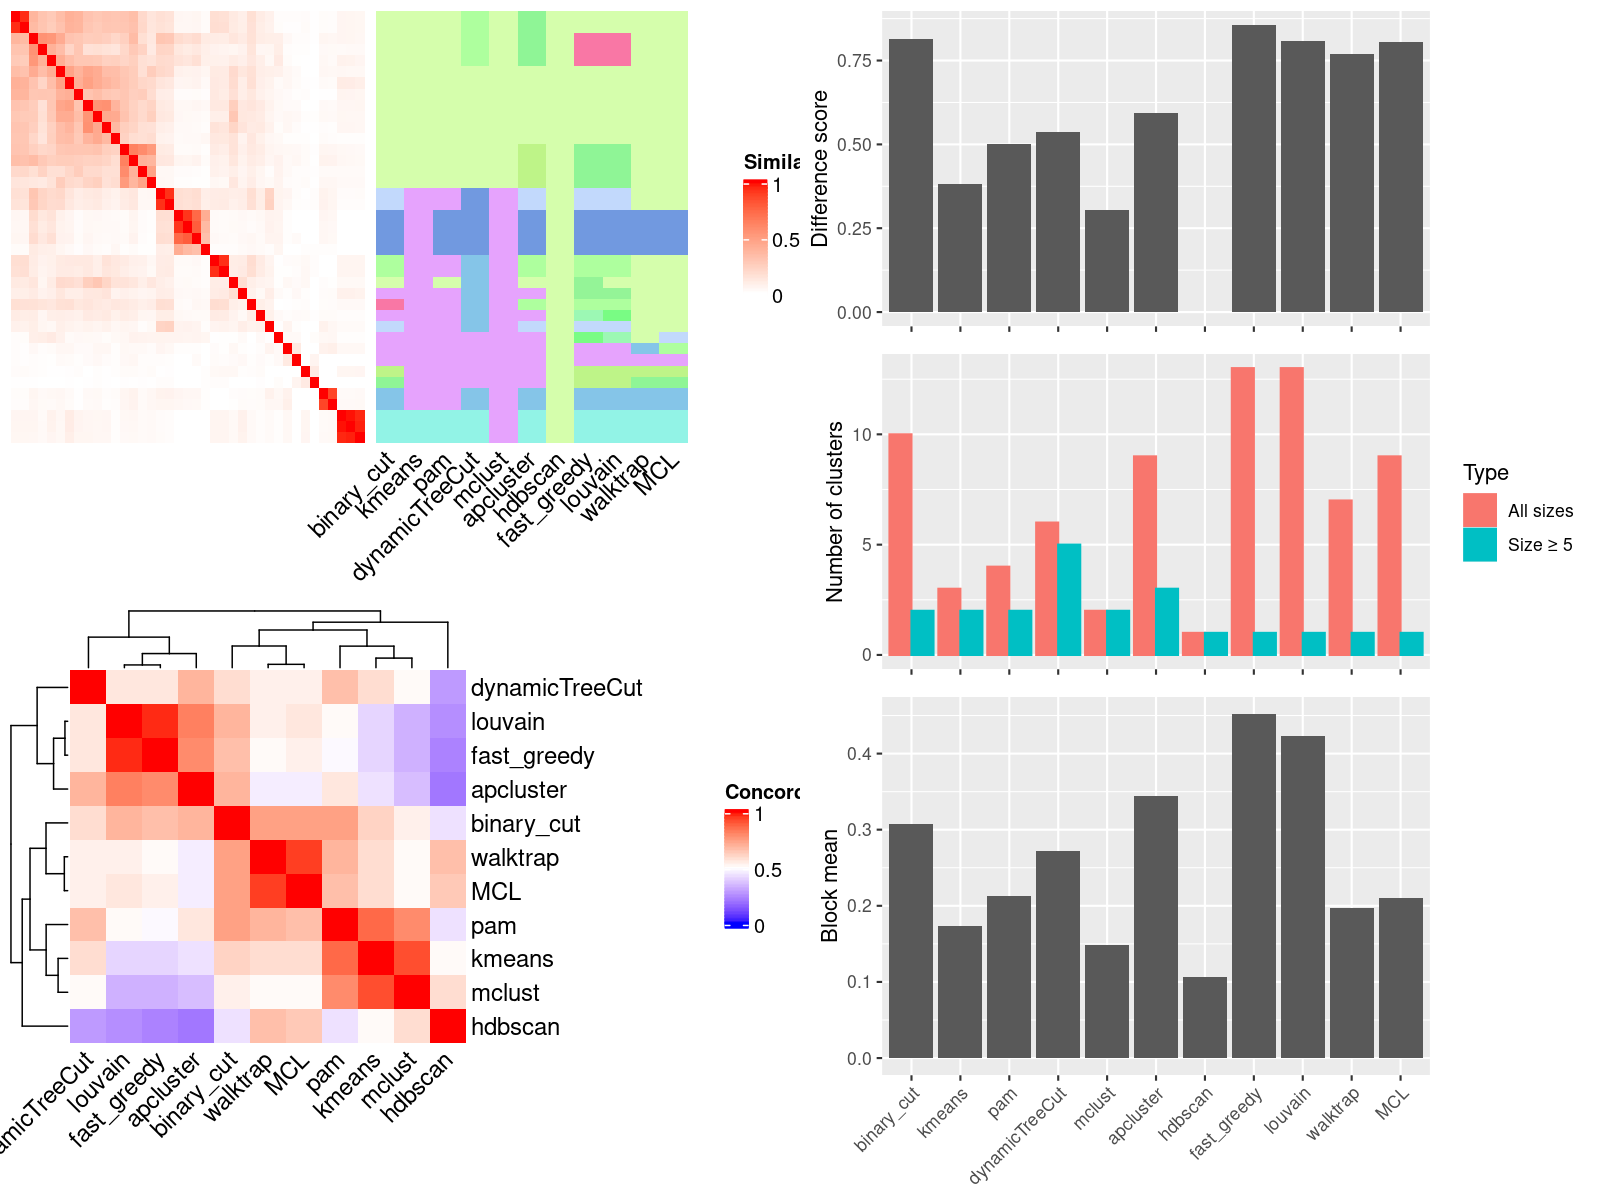 Simila
1
0.5
0
binary_cut
kmeans
pam
dynamicTreeCut
mclust
apcluster
hdbscan
fast_greedy
louvain
walktrap
MCL
dynamicTreeCut
louvain
fast_greedy
apcluster
binary_cut
walktrap
MCL
pam
kmeans
mclust
hdbscan
Concord
1
0.5
0
amicTreeCut
louvain
fast_greedy
apcluster
binary_cut
walktrap
MCL
pam
kmeans
mclust
hdbscan
Difference score
0.75
0.50
0.25
0.00
Number of clusters
10
5
0
Type
All sizes
Size ≥ 5
Block mean
0.4
0.3
0.2
0.1
0.0
binary_cut
kmeans
pam
dynamicTreeCut
mclust
apcluster
hdbscan
fast_greedy
louvain
walktrap
MCL